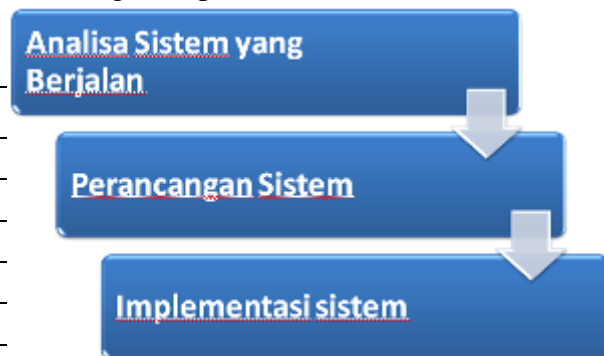 Analisa Sistem yang
Berjalan
Perancangan Sistem
Implementasi sistem